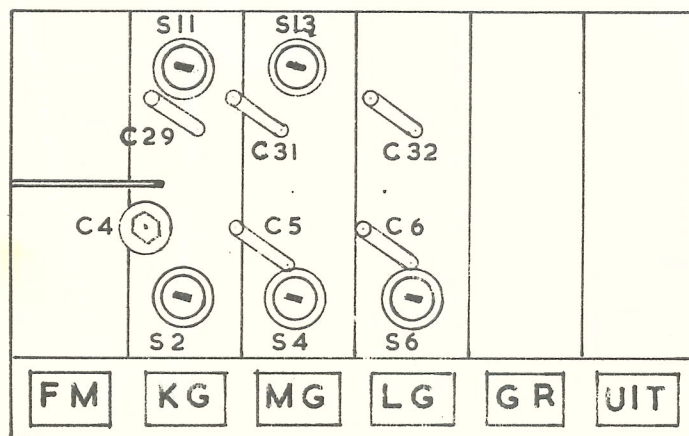 S11 S13
C29 C31 C32
C4 C5 C6
S2 S4 S6
FM KG MG LG GR UIT